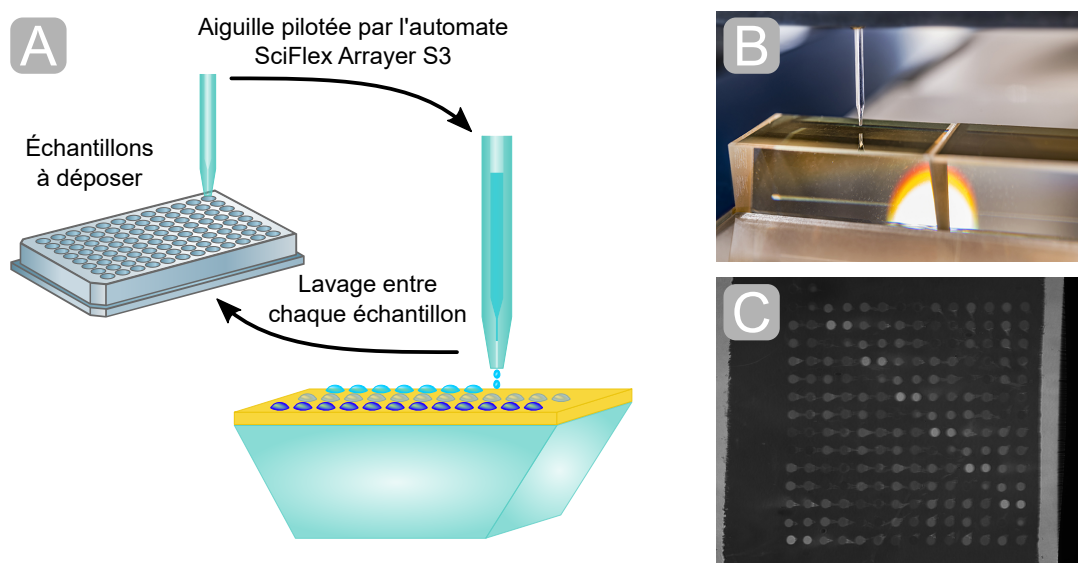 A
Aiguille pilotée par l'automate
SciFlex Arrayer S3
Échantillons
à déposer
Lavage entre
chaque échantillon
B
C